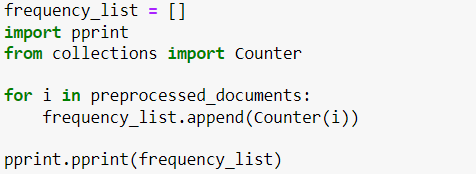 frequency_list = []
import pprint
from collections import Counter

for i in preprocessed_documents:
    frequency_list.append(Counter(i))

pprint.pprint(frequency_list)